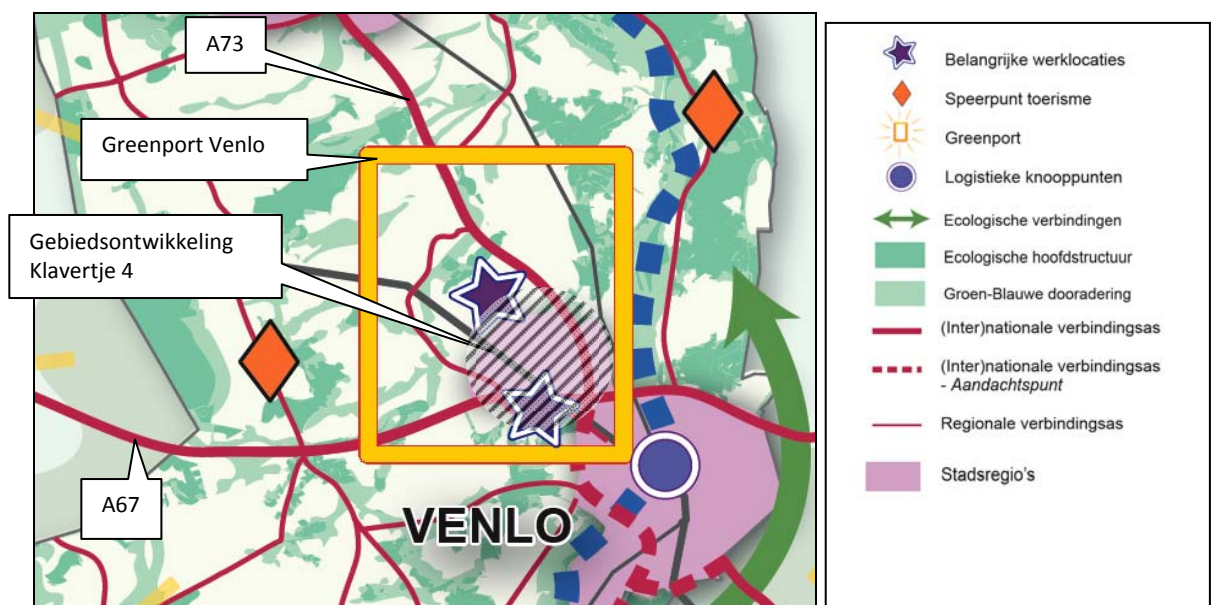 A73
Greenport Venlo
Gebiedsontwikkeling
Klavertje 4
A67
VENLO
Belangrijke werklocaties
Speerpunt toerisme
Greenport
Logistieke knooppunten
Ecologische verbindingen
Ecologische hoofdstructuur
Groen-Blauwe dooradering
(Inter)nationale verbindingsas
(Inter)nationale verbindingsas
- Aandachtspunt
Regionale verbindingsas
Stadsregio's